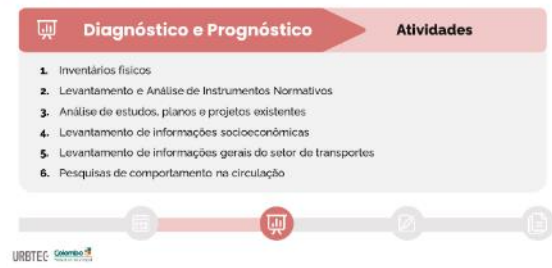 Diagnóstico e Prognóstico
Atividades
1. Inventários físicos
2. Levantamento e Análise de Instrumentos Normativos
3. Análise de estudos, planos e projetos existentes
4. Levantamento de informações socioeconômicas
5. Levantamento de informações gerais do setor de transportes
6. Pesquisas de comportamento na circulação
URBTEC Colombo